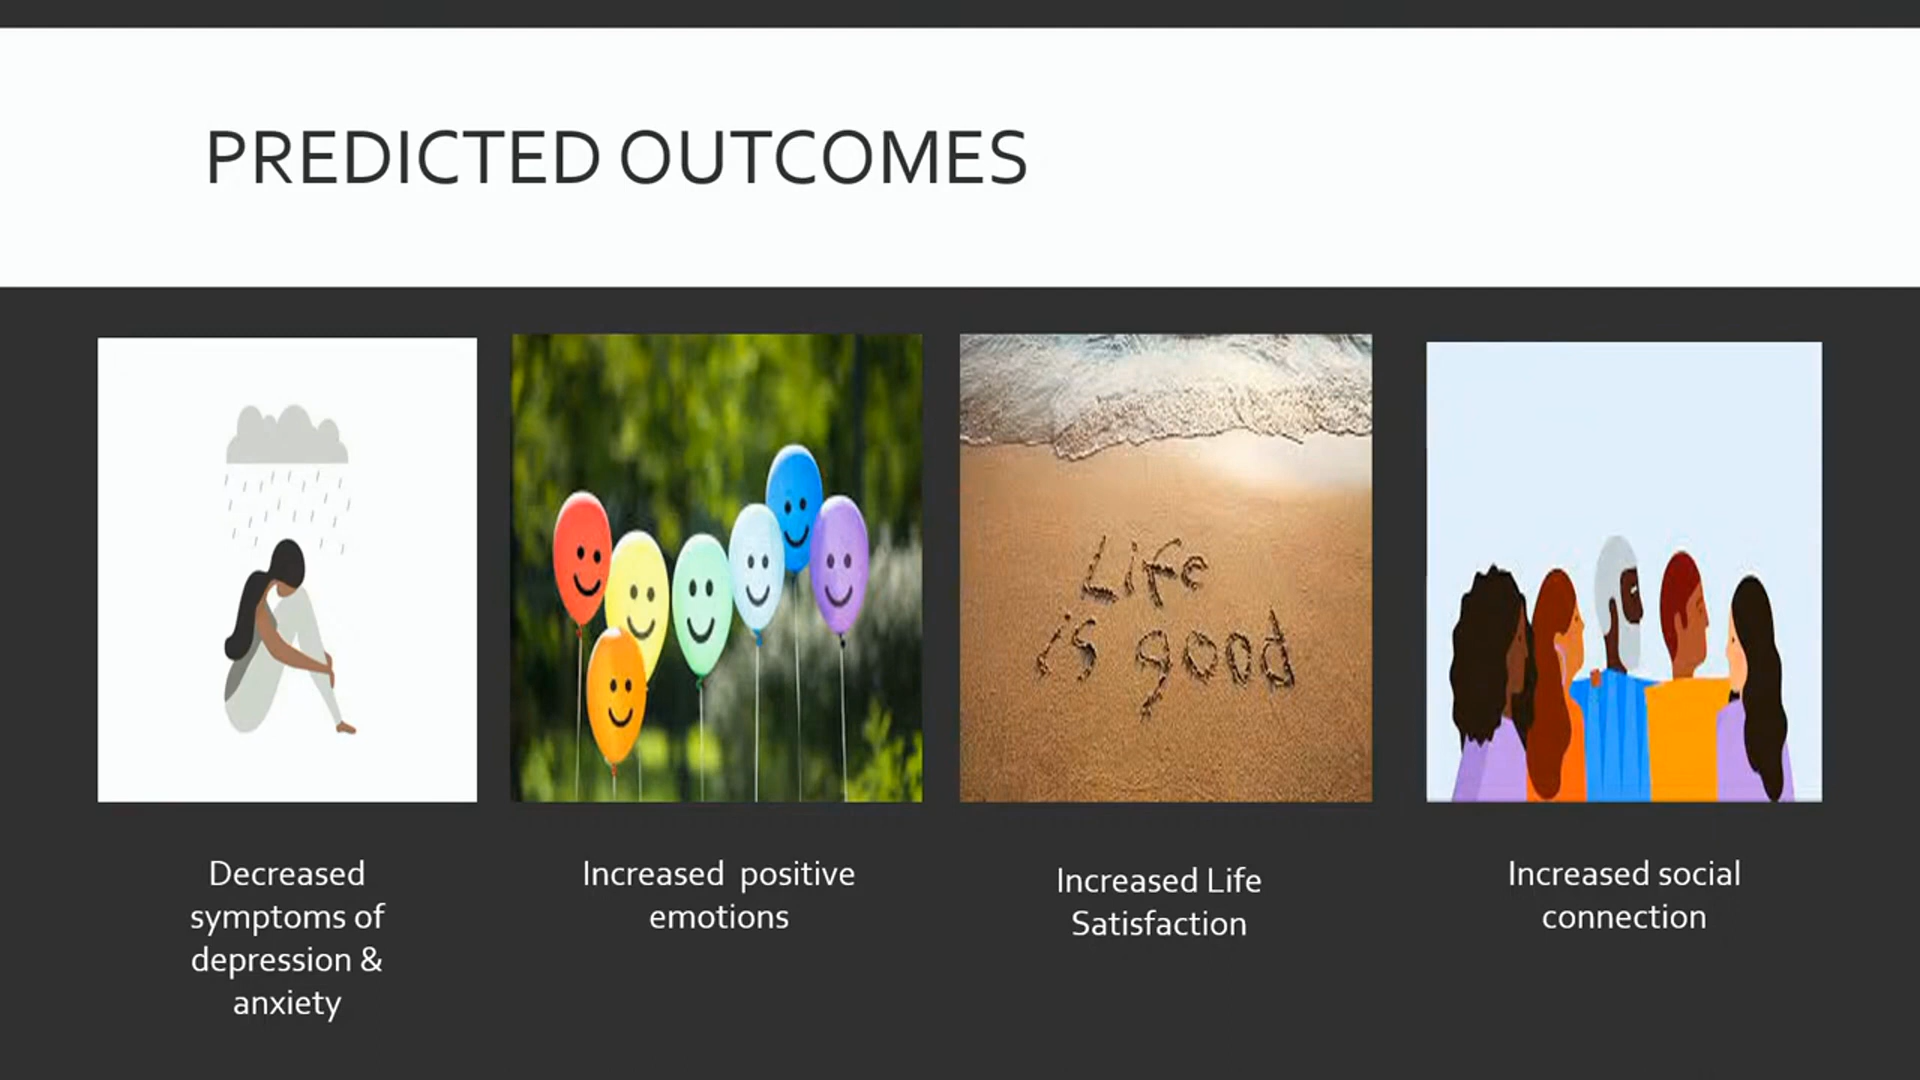 PREDICTED OUTCOMES
Life
is good
Decreased
symptoms of
depression &
anxiety
Increased  positive
emotions
Increased Life
Satisfaction
Increased social
connection